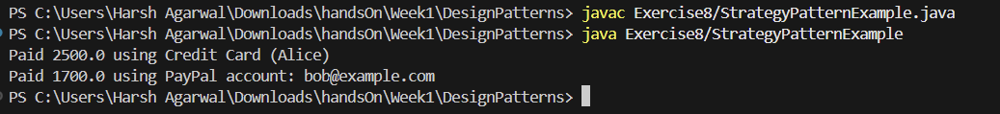 PS C:\Users\Harsh Agarwal\Downloads\handsOn\Week1\DesignPatterns> javac Exercise8/StrategyPatternExample.java
PS C:\Users\Harsh Agarwal\Downloads\handsOn\Week1\DesignPatterns> java Exercise8/StrategyPatternExample
Paid 2500.0 using Credit Card (Alice)
Paid 1700.0 using PayPal account: bob@example.com
PS C:\Users\Harsh Agarwal\Downloads\handsOn\Week1\DesignPatterns>